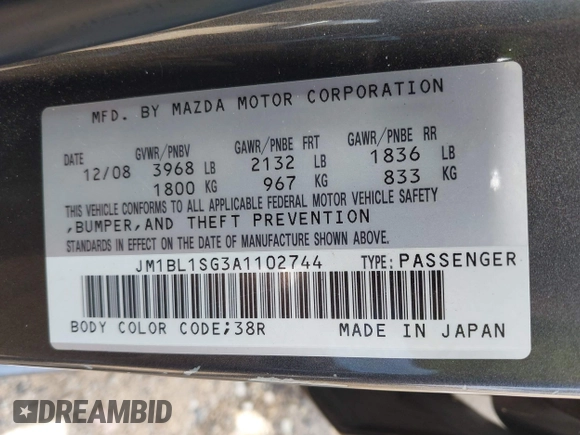 MFD. BY MAZDA MOTOR CORPORATION
DATE GVWR/PNBV GAWR/PNBE FRT GAWR/PNBE RR
12/08 3968 LB 2132 LB 1836 LB
1800 KG 967 KG 833 KG
THIS VEHICLE CONFORMS TO ALL APPLICABLE FEDERAL MOTOR VEHICLE SAFETY
,BUMPER,AND THEFT PREVENTION
STANDARDS IN EFFECT ON THE DATE OF MANUFACTURE SHOWN ABOVE.
JM1BL1SG3A1102744 TYPE:PASSENGER
BODY COLOR CODE;38R MADE IN JAPAN
DREAMBID